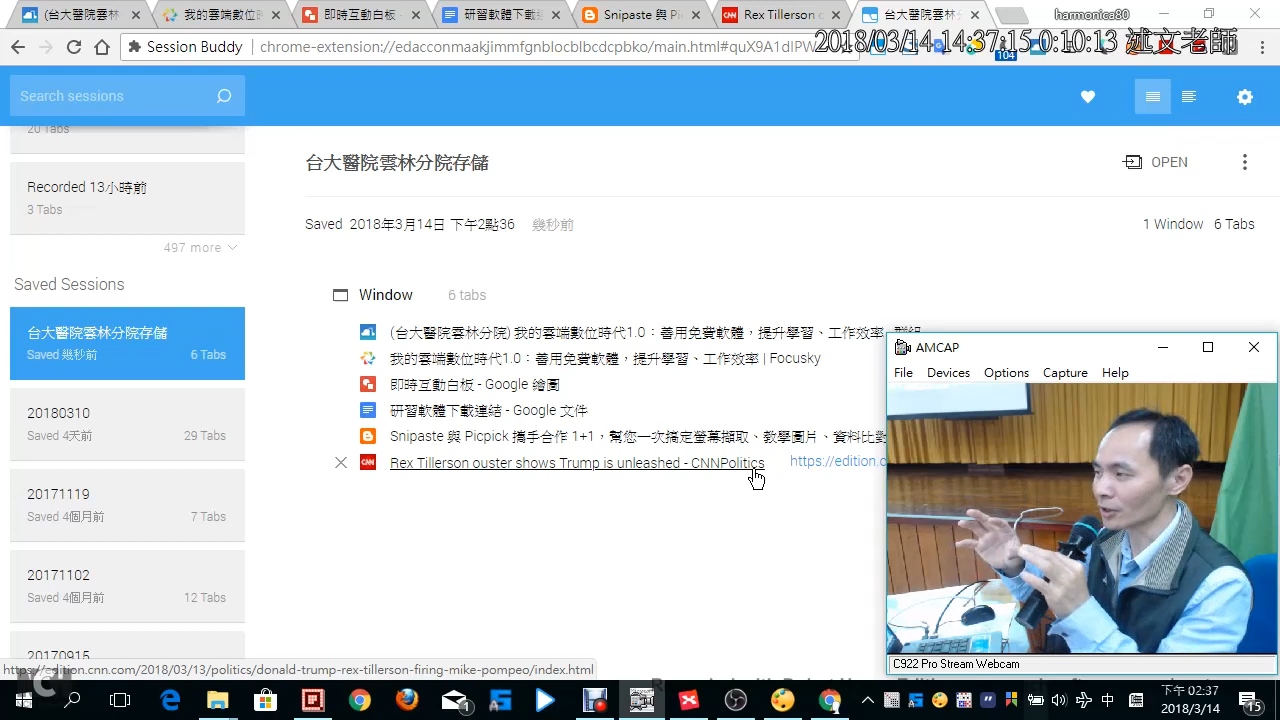 (台大醫院雲林
我的雲端數位
即時互動白板 -
研習軟體下載
Snipaste 與 Pi
Rex Tillerson o
台大醫院雲林分
harmonica80
Session Buddy
chrome-extension://edacconmaakjimmfgnblocblbcdcpbko/main.html#quX9A1dIPW
2018/03/14 14:37:15 0:10:13 述文老師
104
Search sessions
20 Tabs
Recorded 13小時前
3 Tabs
497 more
Saved Sessions
台大醫院雲林分院存儲
Saved 幾秒前
6 Tabs
20180310
Saved 4天前
29 Tabs
20171119
Saved 4個月前
7 Tabs
20171102
Saved 4個月前
12 Tabs
20170915
台大醫院雲林分院存儲
OPEN
Saved 2018年3月14日 下午2點36 幾秒前
1 Window 6 Tabs
Window 6 tabs
(台大醫院雲林分院) 我的雲端數位時代1.0：善用免費軟體，提升學習、工作效率 - 群組
我的雲端數位時代1.0：善用免費軟體，提升學習、工作效率 | Focusky
即時互動白板 - Google 繪圖
研習軟體下載連結 - Google 文件
Snipaste 與 Picpick 攜手合作 1+1，幫您一次搞定螢幕擷取、教學圖片、資料比對
CNN Rex Tillerson ouster shows Trump is unleashed - CNNPolitics https://edition.c
AMCAP
File Devices Options Capture Help
C922 Pro Stream Webcam
https://edition.cnn.com/2018/03/13/politics/donald-trump-rex-tillerson-firing-mike-pompeo/index.html
下午 02:37
2018/3/14
中
15
1